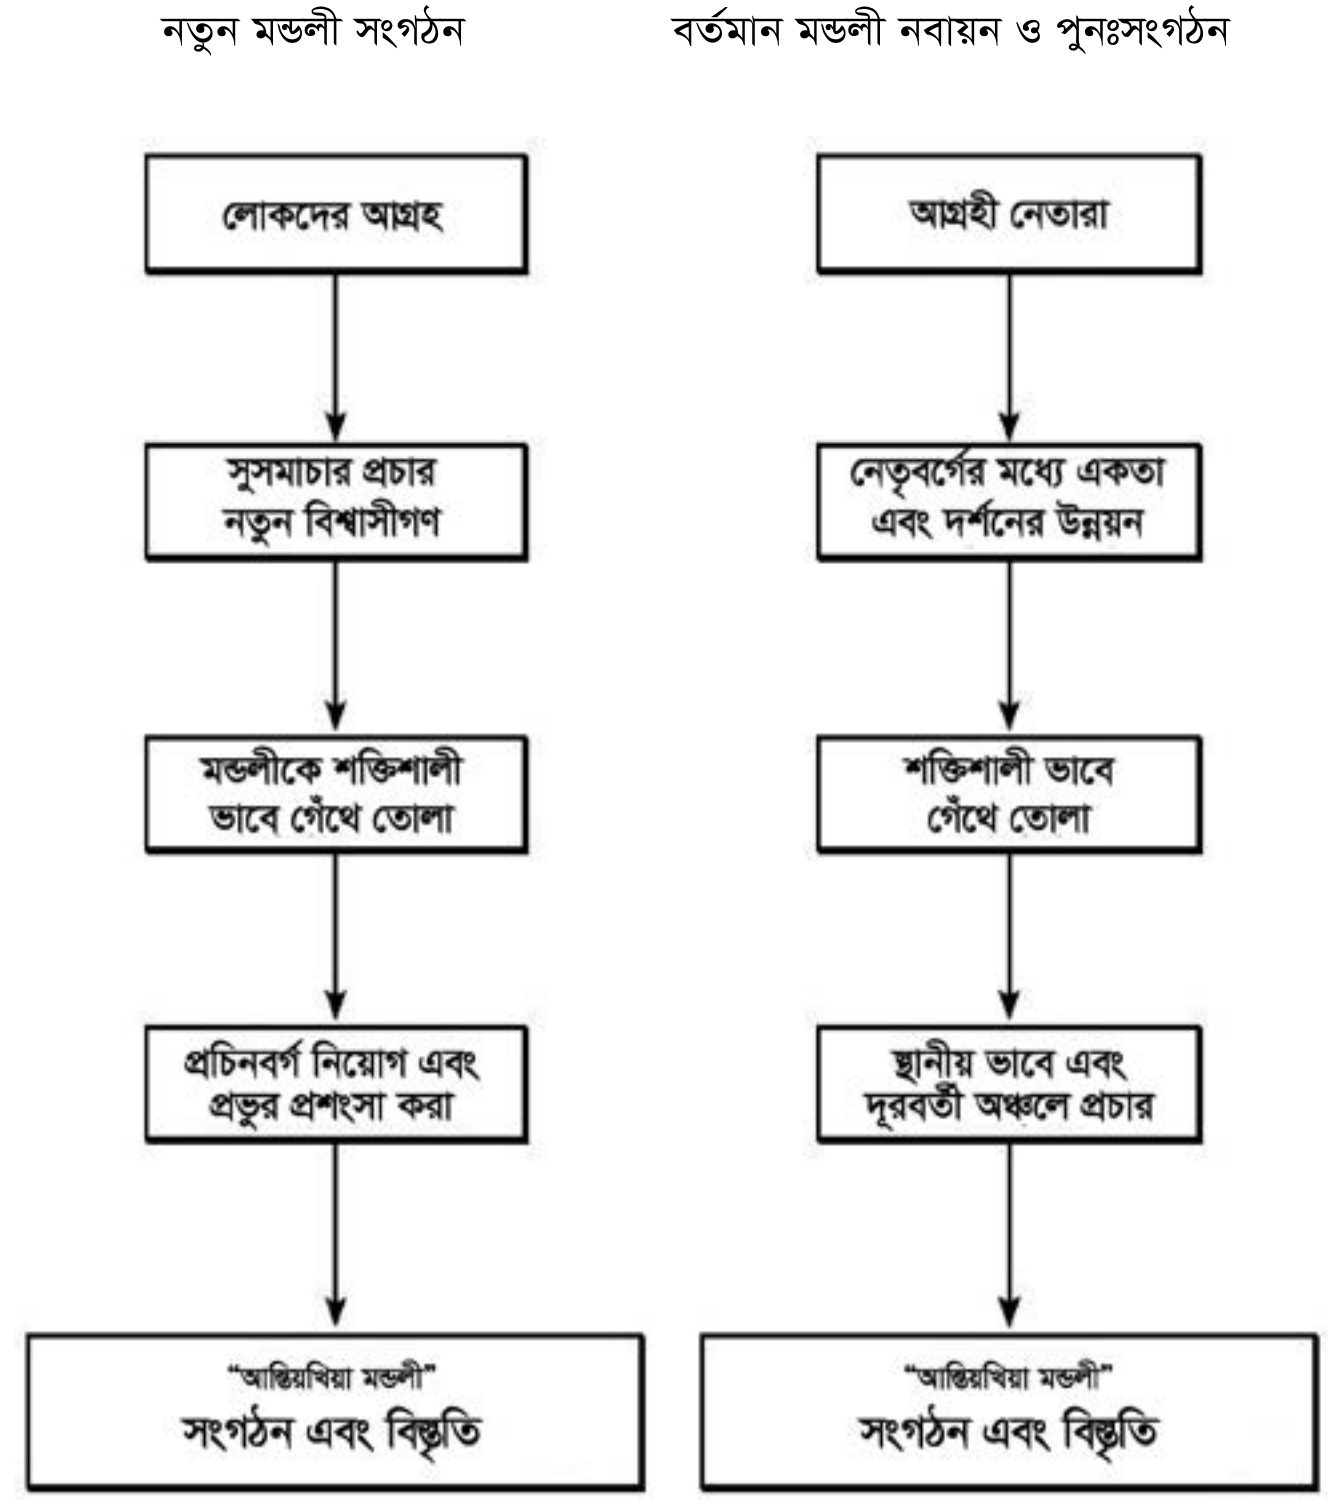 নতুন মন্ডলী সংগঠন
বর্তমান মন্ডলী নবায়ন ও পুনঃসংগঠন
লোকদের আগ্রহ
সুসমাচার প্রচার
নতুন বিশ্বাসীগণ
মন্ডলীকে শক্তিশালী
ভাবে গেঁথে তোলা
প্রচিনবর্গ নিয়োগ এবং
প্রভুর প্রশংসা করা
“আন্তিয়খিয়া মন্ডলী”
সংগঠন এবং বিস্তৃতি
আগ্রহী নেতারা
নেতৃবর্গের মধ্যে একতা
এবং দর্শনের উন্নয়ন
শক্তিশালী ভাবে
গেঁথে তোলা
স্থানীয় ভাবে এবং
দূরবর্তী অঞ্চলে প্রচার
“আন্তিয়খিয়া মন্ডলী”
সংগঠন এবং বিস্তৃতি